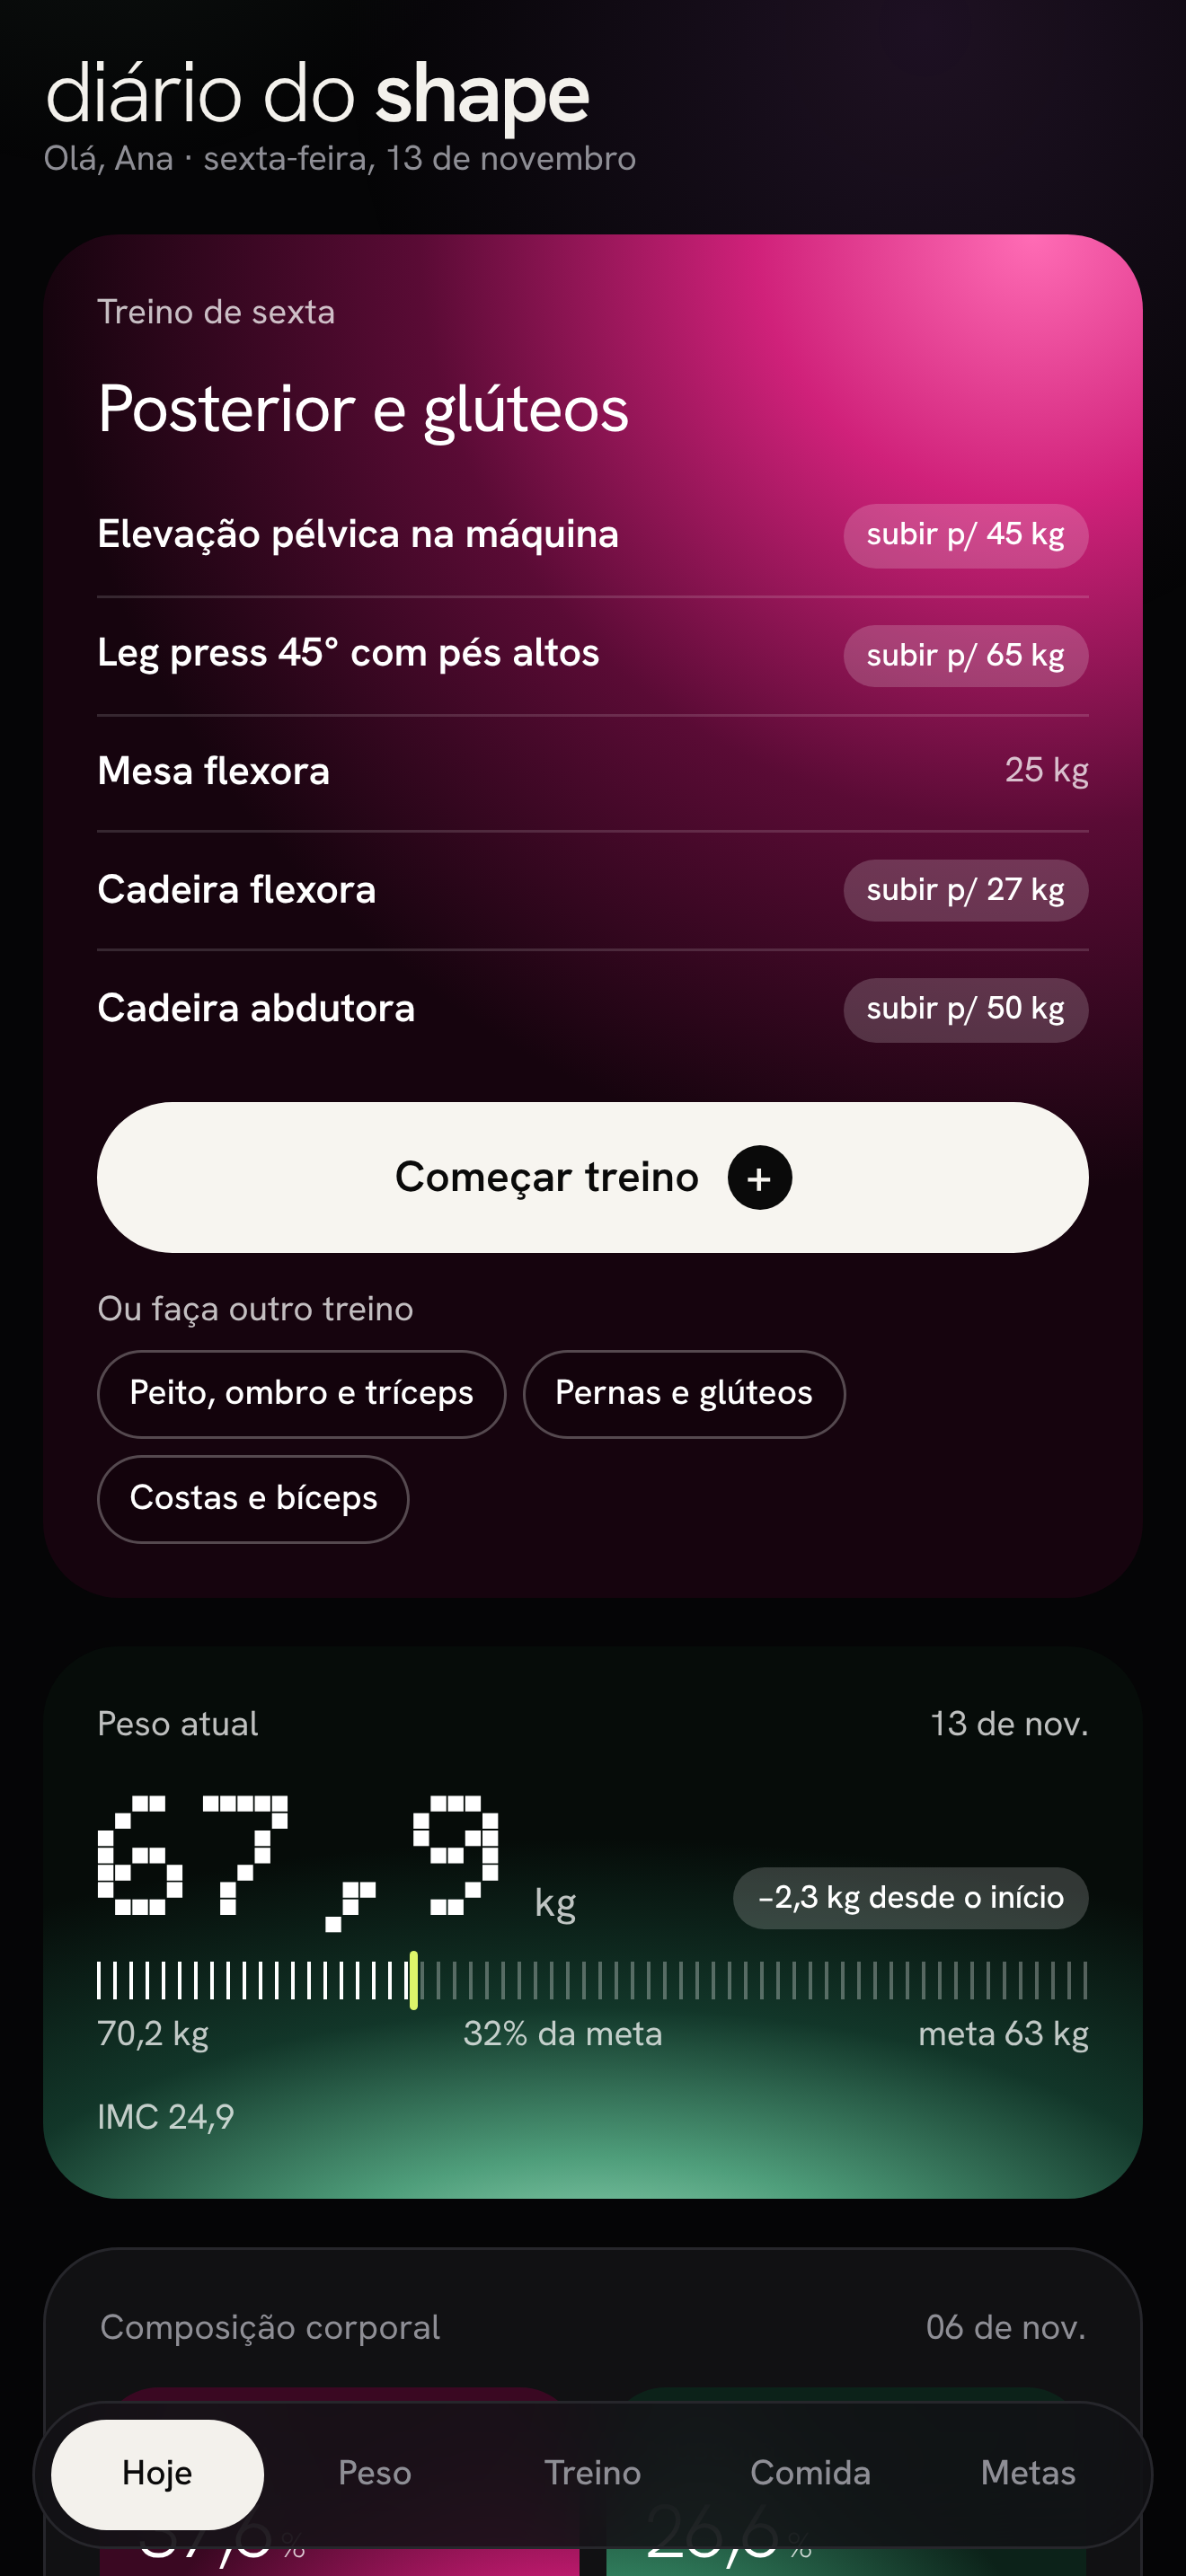 diário do shape
Olá, Ana · sexta-feira, 13 de novembro
Treino de sexta
Posterior e glúteos
Elevação pélvica na máquina subir p/ 45 kg
Leg press 45° com pés altos subir p/ 65 kg
Mesa flexora 25 kg
Cadeira flexora subir p/ 27 kg
Cadeira abdutora subir p/ 50 kg
Começar treino +
Ou faça outro treino
Peito, ombro e tríceps Pernas e glúteos
Costas e bíceps
Peso atual 13 de nov.
67,9 kg −2,3 kg desde o início
70,2 kg 32% da meta meta 63 kg
IMC 24,9
Composição corporal 06 de nov.
Hoje Peso Treino Comida Metas
37,6% 26,6%